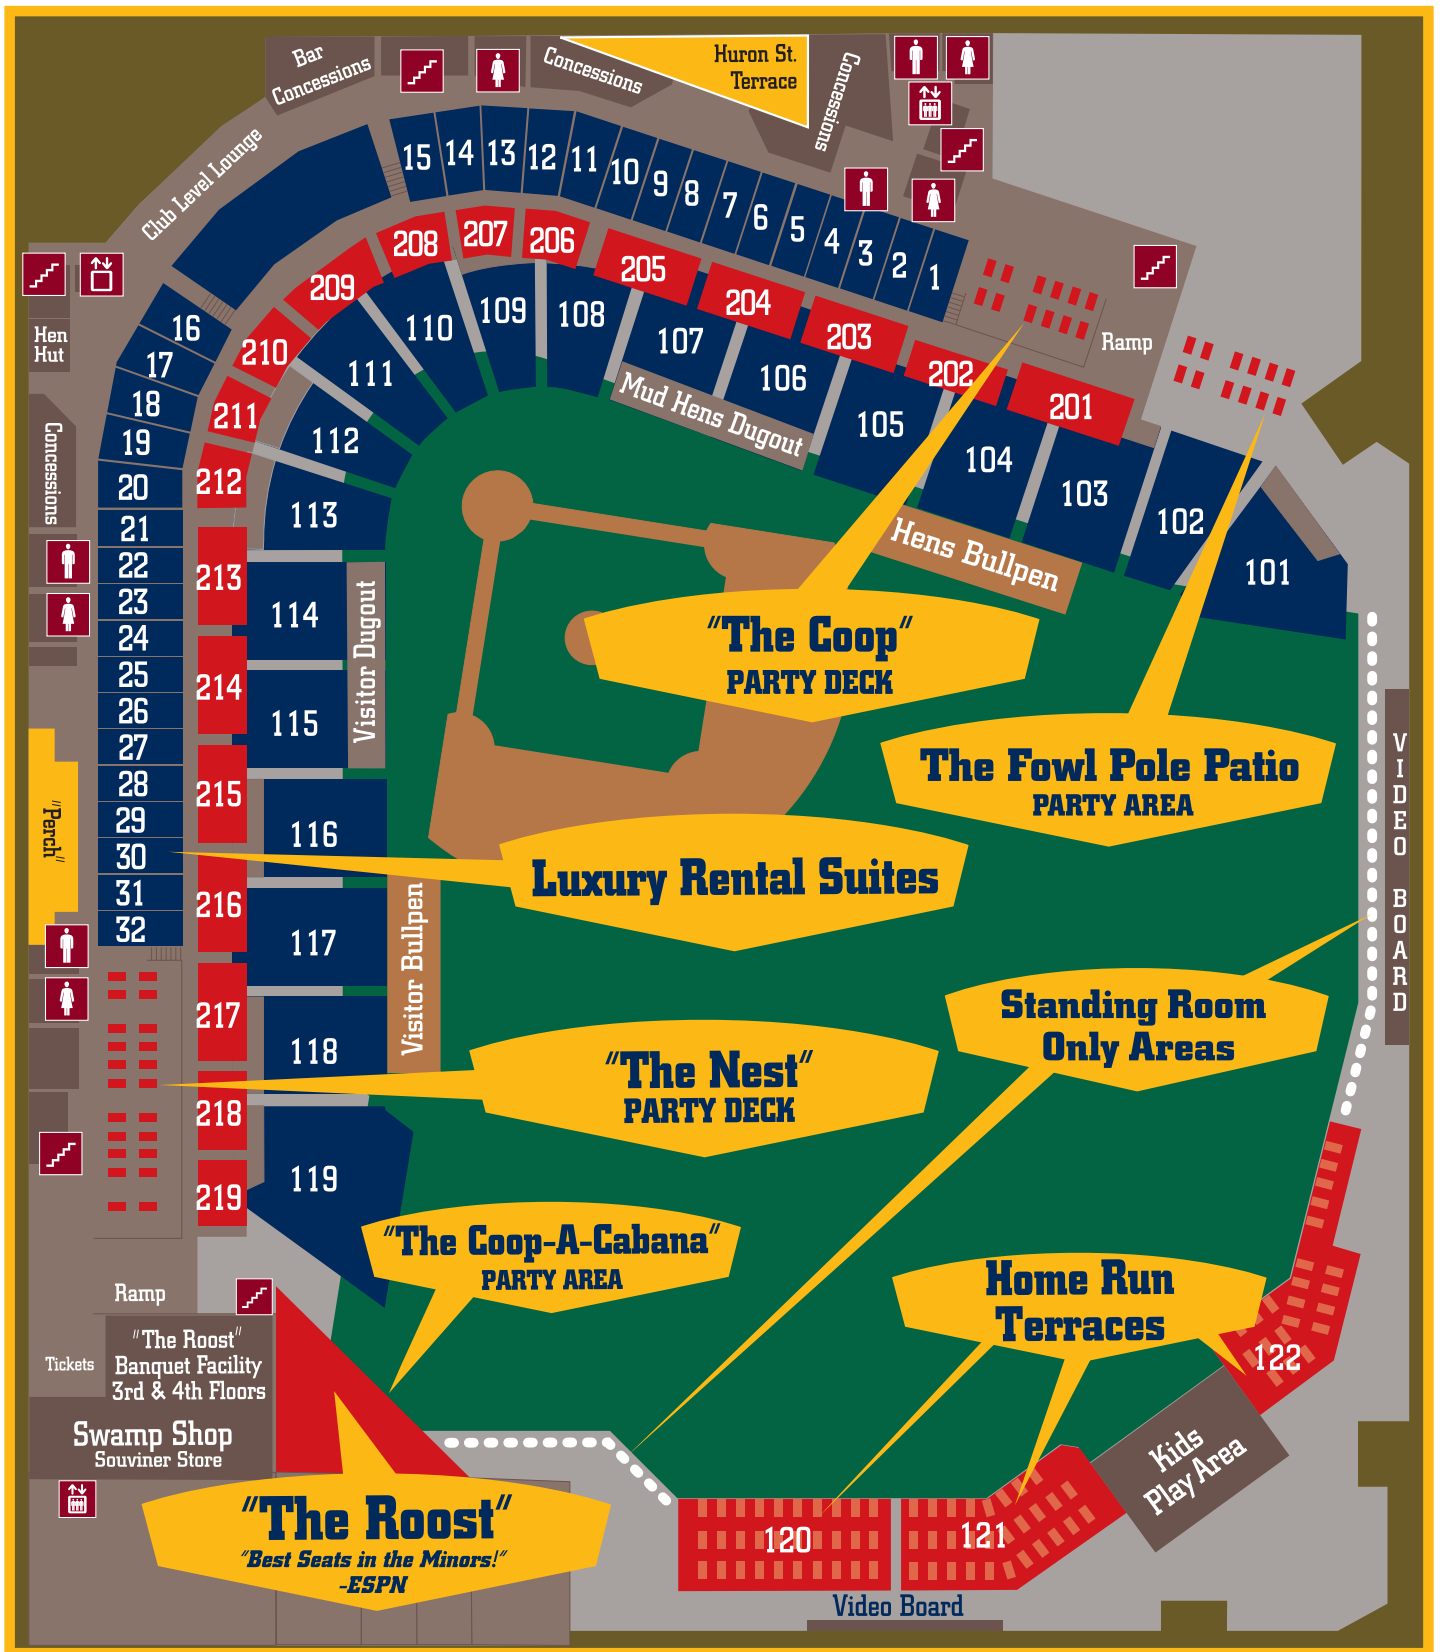 Bar
Concessions
Concessions
Huron St.
Terrace
Concessions
Club Level Lounge
15
14
13
12
11
10
9
8
7
6
5
4
3
2
1
208
207
206
205
204
203
202
201
209
210
211
212
213
214
215
216
217
218
219
Hen
Hut
16
17
18
19
20
21
22
23
24
25
26
27
28
29
30
31
32
Concessions
"Perch"
Ramp
110
109
108
107
106
105
104
103
102
101
111
112
113
114
115
116
117
118
119
Mud Hens Dugout
Hens Bullpen
Visitor Dugout
Visitor Bullpen
"The Coop"
PARTY DECK
The Fowl Pole Patio
PARTY AREA
VIDEO BOARD
Luxury Rental Suites
Standing Room
Only Areas
"The Nest"
PARTY DECK
"The Coop-A-Cabana"
PARTY AREA
Home Run
Terraces
Ramp
"The Roost"
Banquet Facility
3rd & 4th Floors
Tickets
Swamp Shop
Souviner Store
"The Roost"
"Best Seats in the Minors!"
-ESPN
122
Kids
Play Area
120
121
Video Board